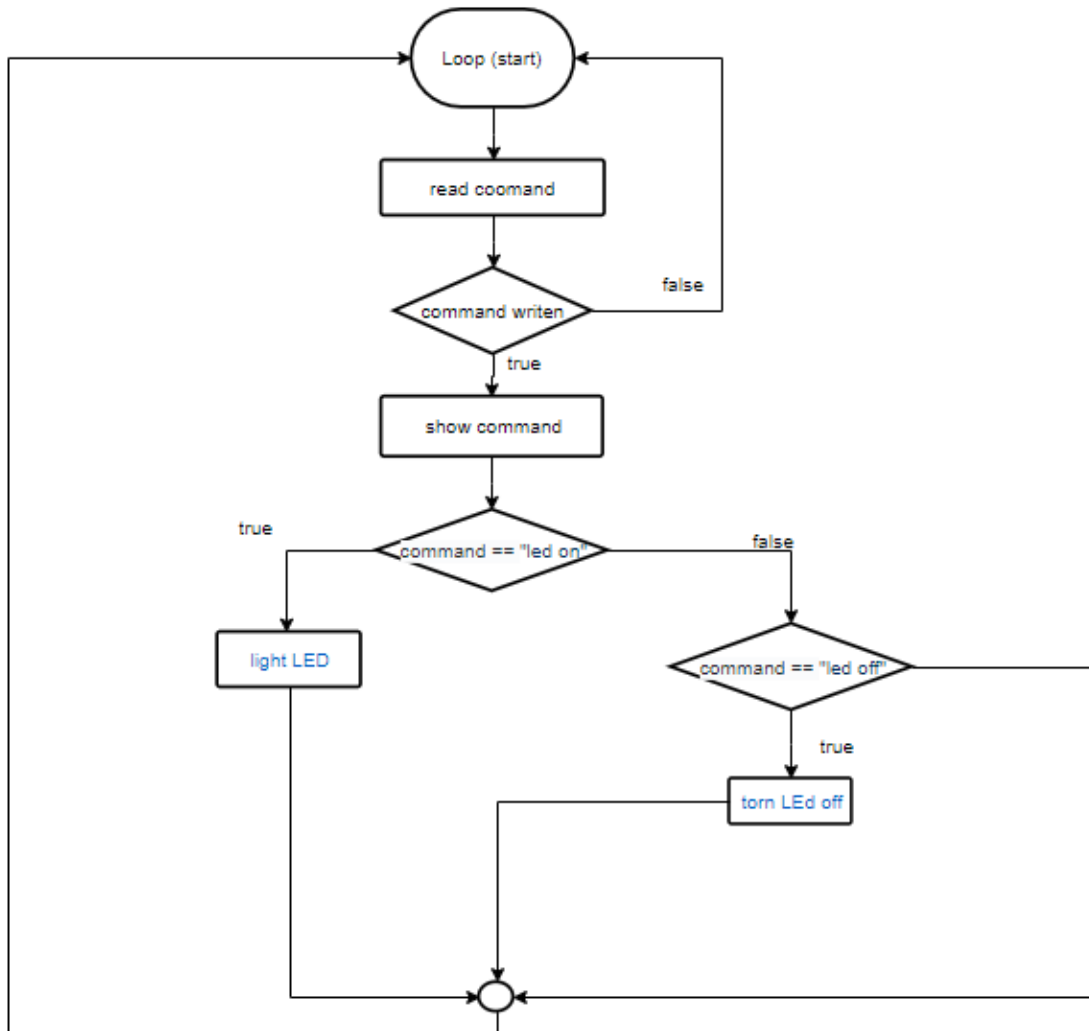 Loop (start)
read coomand
command writen
false
true
show command
true
command == "led on"
false
light LED
command == "led off"
true
torn LEd off